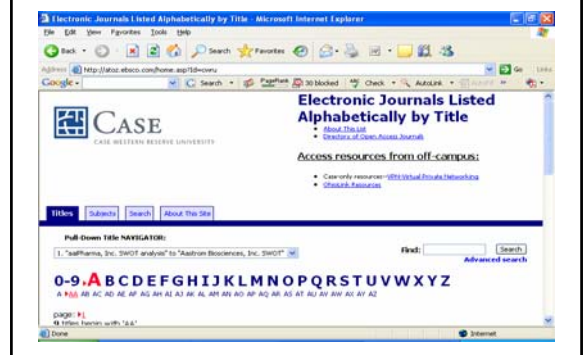 Electronic Journals Listed Alphabetically by Title - Microsoft Internet Explorer
File Edit View Favorites Tools Help
Back Search Favorites
Address http://atoz.ebsco.com/home.asp?Id=cwru Go Links
Google Search PageRank 30 blocked Check AutoLink
CASE
CASE WESTERN RESERVE UNIVERSITY
Electronic Journals Listed
Alphabetically by Title
About This List
Directory of Open Access Journals
Access resources from off-campus:
Case-only resources--VPN-Virtual Private Networking
OhioLink Resources
Titles Subjects Search About This Site
Pull-Down Title NAVIGATOR:
1. "aaiPharma, Inc. SWOT analysis" to "Aastrom Biosciences, Inc. SWOT"
Find: Search
Advanced search
0-9 A B C D E F G H I J K L M N O P Q R S T U V W X Y Z
A AA AB AC AD AE AF AG AH AI AJ AK AL AM AN AO AP AQ AR AS AT AU AV AW AX AY AZ
page: 1
9 titles begin with 'AA'
Done Internet